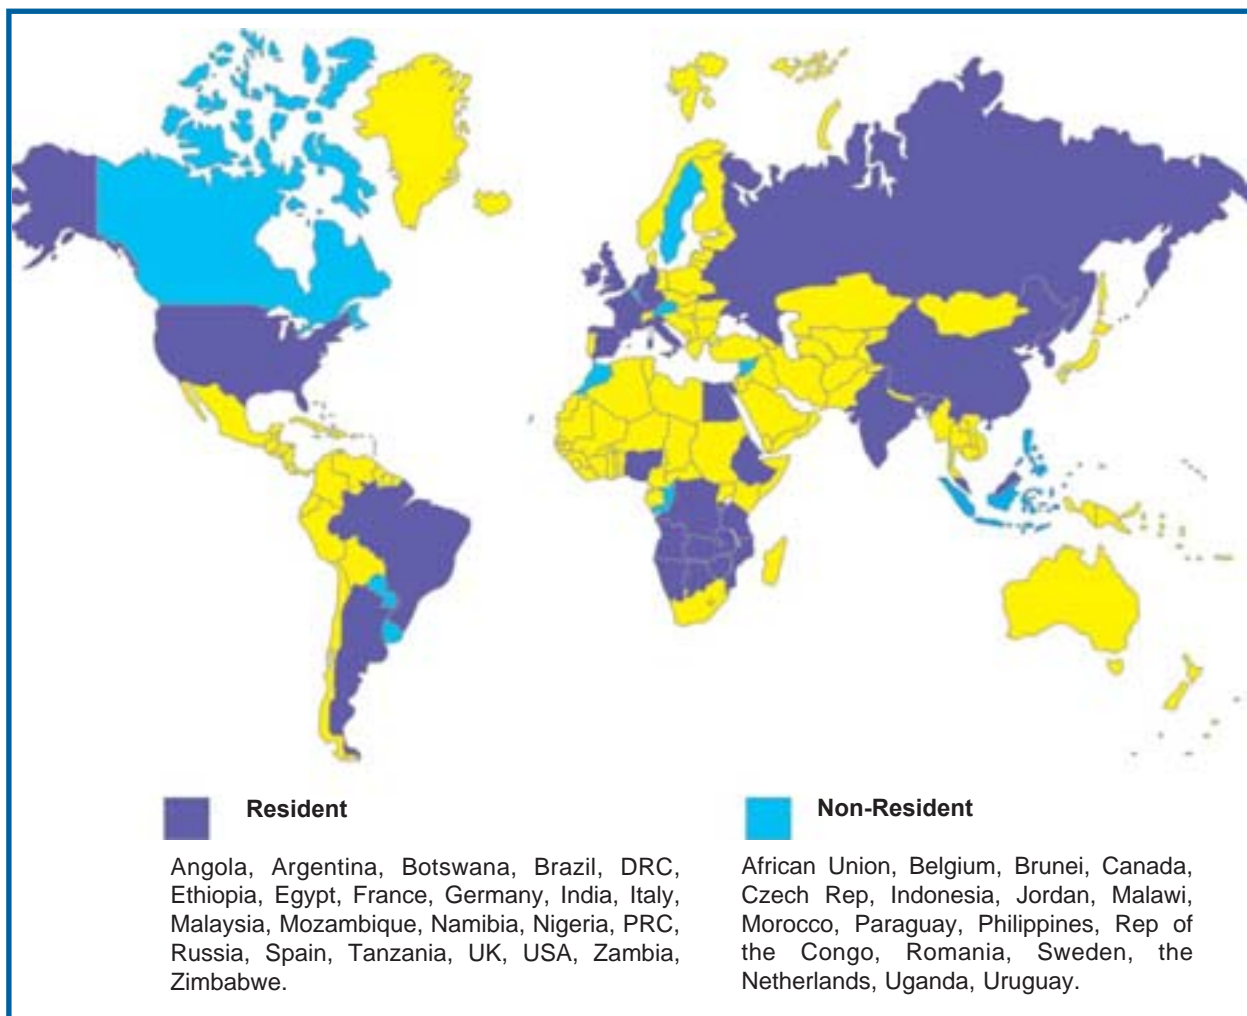 Resident
Angola, Argentina, Botswana, Brazil, DRC,
Ethiopia, Egypt, France, Germany, India, Italy,
Malaysia, Mozambique, Namibia, Nigeria, PRC,
Russia, Spain, Tanzania, UK, USA, Zambia,
Zimbabwe.
Non-Resident
African Union, Belgium, Brunei, Canada,
Czech Rep, Indonesia, Jordan, Malawi,
Morocco, Paraguay, Philippines, Rep of
the Congo, Romania, Sweden, the
Netherlands, Uganda, Uruguay.